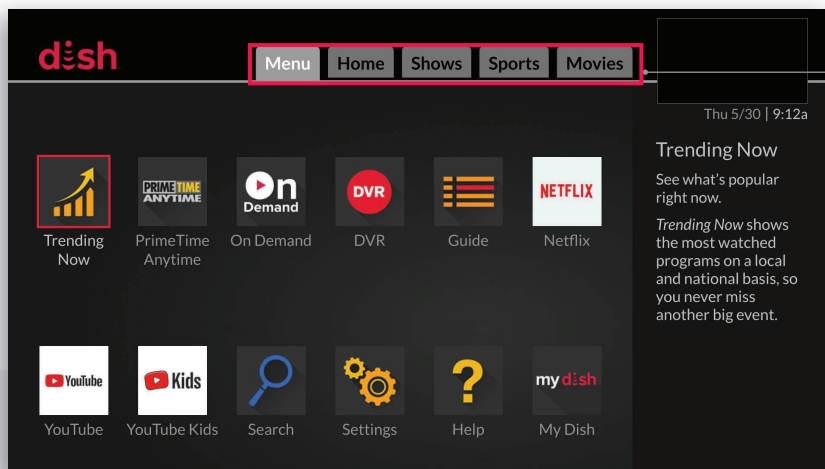 dish
Menu Home Shows Sports Movies
Thu 5/30 | 9:12a
Trending Now
See what's popular
right now.
Trending Now shows
the most watched
programs on a local
and national basis, so
you never miss
another big event.
PRIMETIME
ANYTIME
On
Demand
DVR
NETFLIX
Trending
Now
PrimeTime
Anytime
On Demand
DVR
Guide
Netflix
YouTube
Kids
?
my dish
YouTube
YouTube Kids
Search
Settings
Help
My Dish